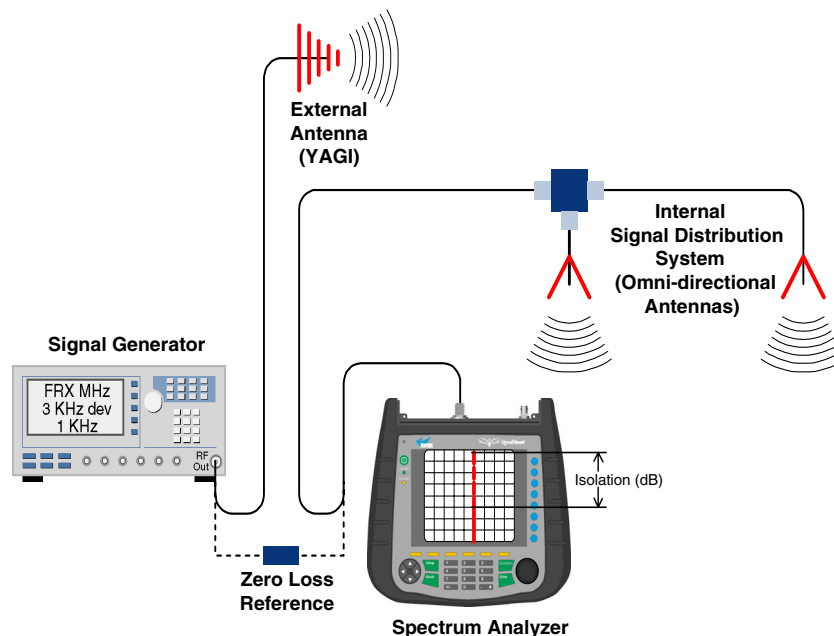 External
Antenna
(YAGI)
Internal
Signal Distribution
System
(Omni-directional
Antennas)
Signal Generator
FRX MHz
3 KHz dev
1 KHz
RF
Out
Isolation (dB)
Zero Loss
Reference
Spectrum Analyzer